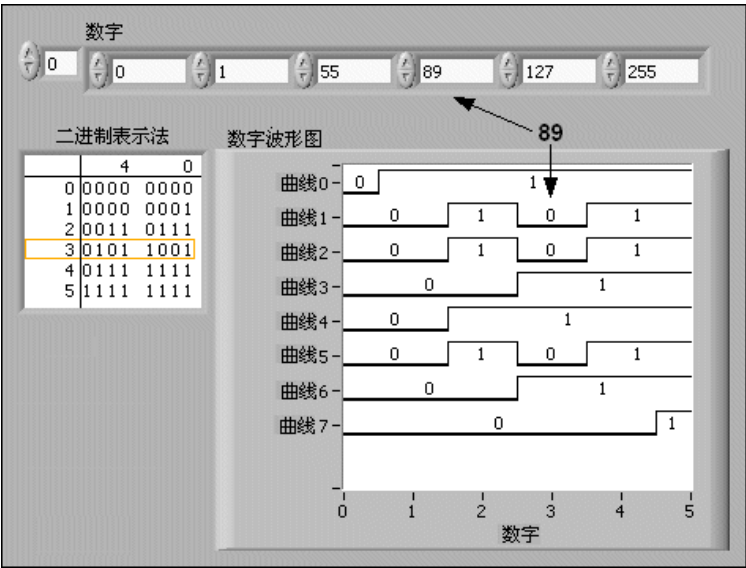 数字
0 0 1 55 89 127 255
89
二进制表示法
4 0
0 0000 0000
1 0000 0001
2 0011 0111
3 0101 1001
4 0111 1111
5 1111 1111
数字波形图
曲线0 0 1
曲线1 0 1 0 1
曲线2 0 1 0 1
曲线3 0 1
曲线4 0 1
曲线5 0 1 0 1
曲线6 0 1
曲线7 0 1
0 1 2 3 4 5
数字